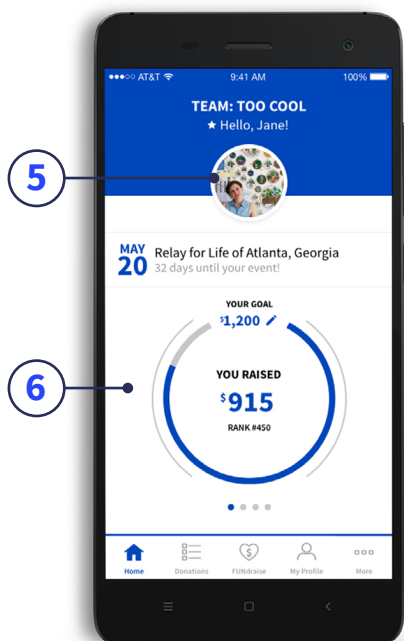 AT&T 9:41 AM 100%
TEAM: TOO COOL
★ Hello, Jane!
5
MAY
20
Relay for Life of Atlanta, Georgia
32 days until your event!
YOUR GOAL
$1,200
6
YOU RAISED
$915
RANK #450
Home Donations FUNdraise My Profile More